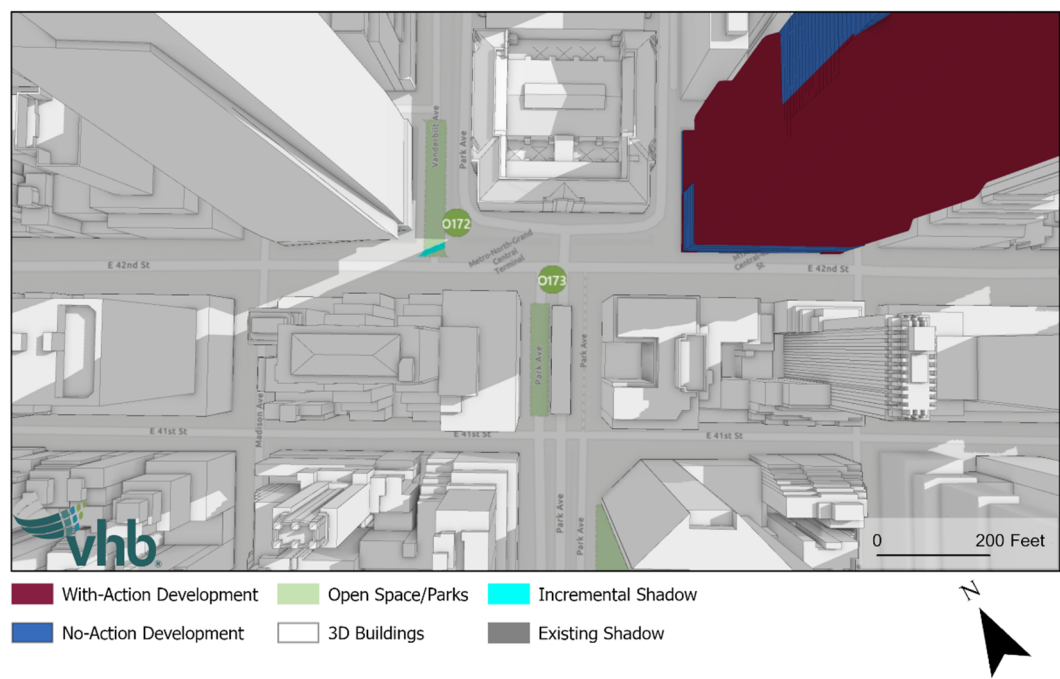 Vanderbilt Ave
Park Ave
O172
Metro-North-Grand
Central
Terminal
E 42nd St
O173
St
E 42nd St
Park Ave
Park Ave
Madison Ave
E 41st St
E 41st St
E 41st St
Park Ave
Park Ave
vhb®
0 200 Feet
With-Action Development
Open Space/Parks
Incremental Shadow
No-Action Development
3D Buildings
Existing Shadow
N